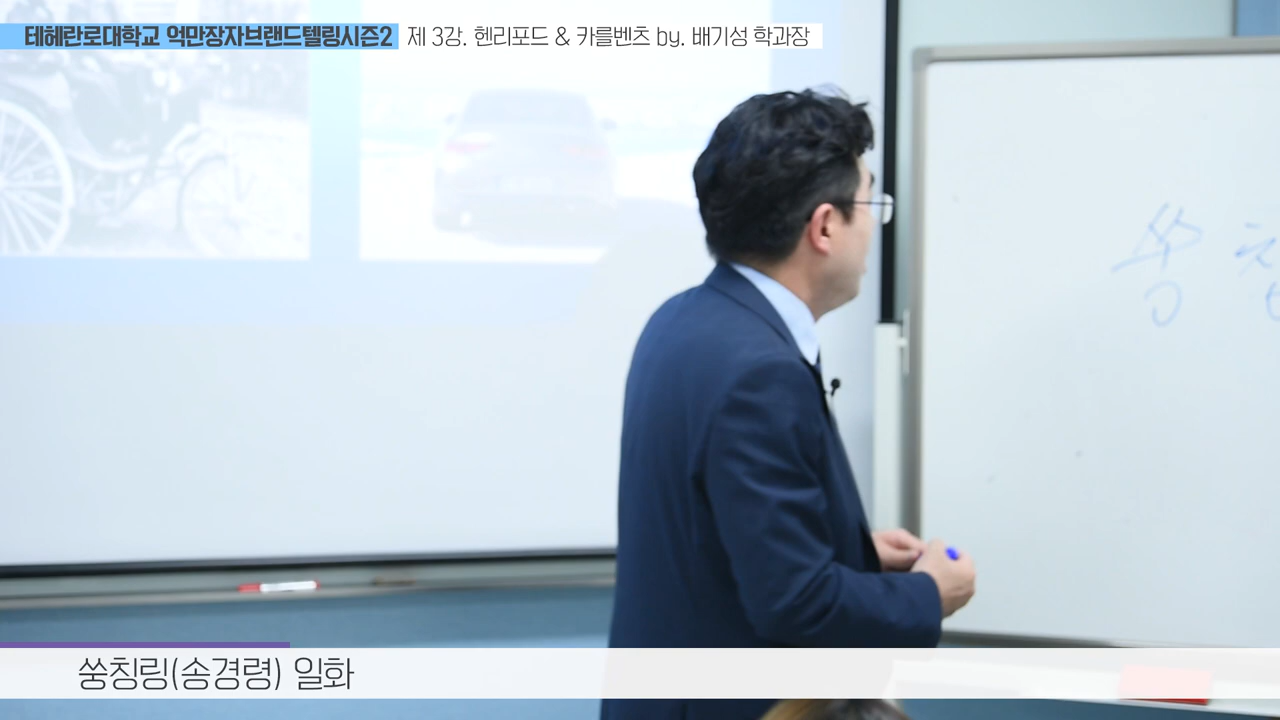 테헤란로대학교 억만장자브랜드텔링시즌2 제 3강. 헨리포드 & 카를벤츠 by. 배기성 학과장
쑹칭
쑹칭링(송경령) 일화